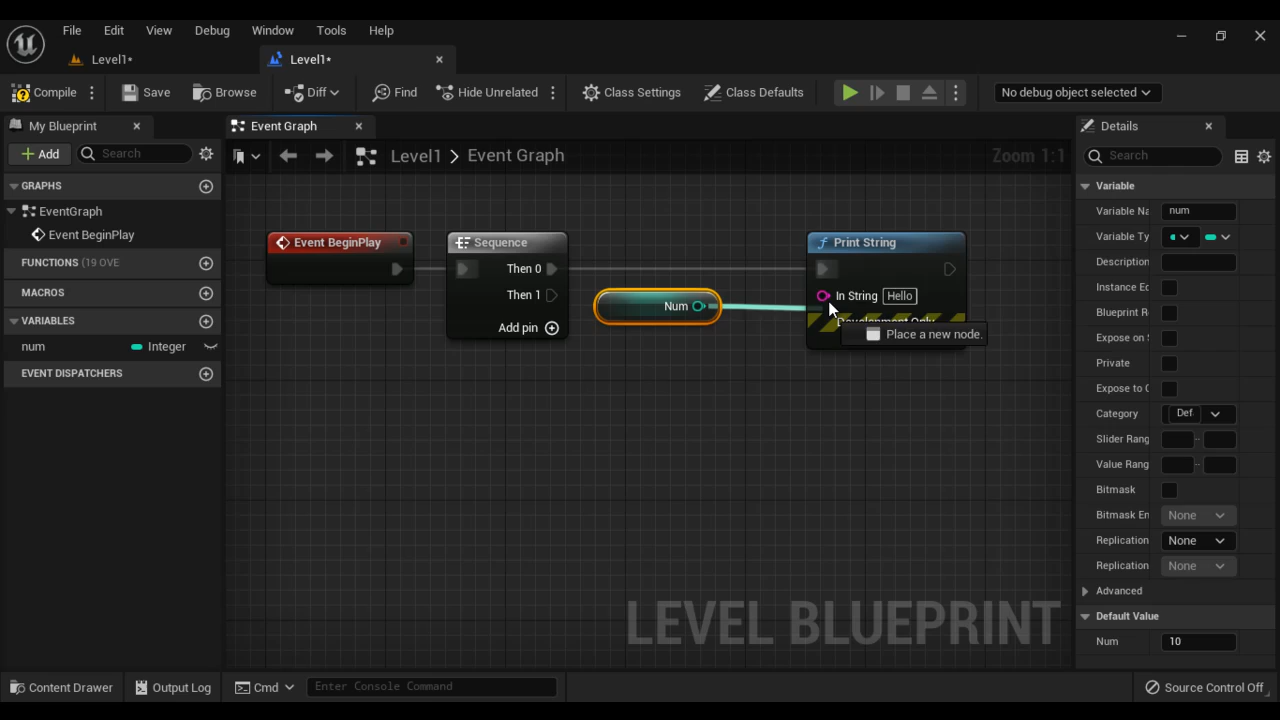 File Edit View Debug Window Tools Help
Level1* Level1*
Compile Save Browse Diff Find Hide Unrelated Class Settings Class Defaults No debug object selected
My Blueprint Event Graph Details
Add Search Level1 > Event Graph Zoom 1:1 Search
GRAPHS Variable
EventGraph Variable Na num
Event BeginPlay Variable Ty
FUNCTIONS (19 OVE Description
MACROS Instance Ed
VARIABLES Blueprint R
num Integer Expose on S
EVENT DISPATCHERS Private
Expose to C
Category Def
Slider Rang
Value Rang
Bitmask
Bitmask En None
Replication None
Replication None
Advanced
Default Value
Num 10
Event BeginPlay Sequence Print String
Then 0
Then 1 In String Hello
Num
Development Only
Add pin Place a new node.
LEVEL BLUEPRINT
Content Drawer Output Log Cmd Enter Console Command Source Control Off